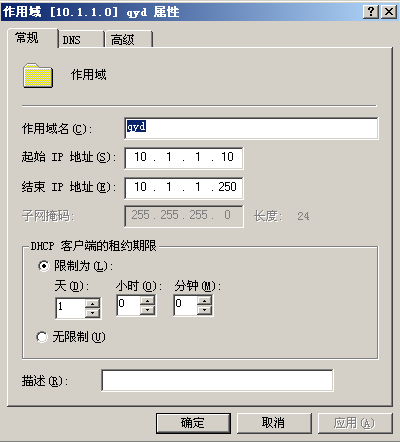 作用域 [10.1.1.0] qyd 属性
常规 DNS 高级
作用域
作用域名(C): qyd
起始 IP 地址(S): 10 . 1 . 1 . 10
结束 IP 地址(E): 10 . 1 . 1 . 250
子网掩码: 255 . 255 . 255 . 0 长度: 24
DHCP 客户端的租约期限
限制为(L):
天(D): 小时(O): 分钟(M):
1 0 0
无限制(U)
描述(R):
确定 取消 应用(A)